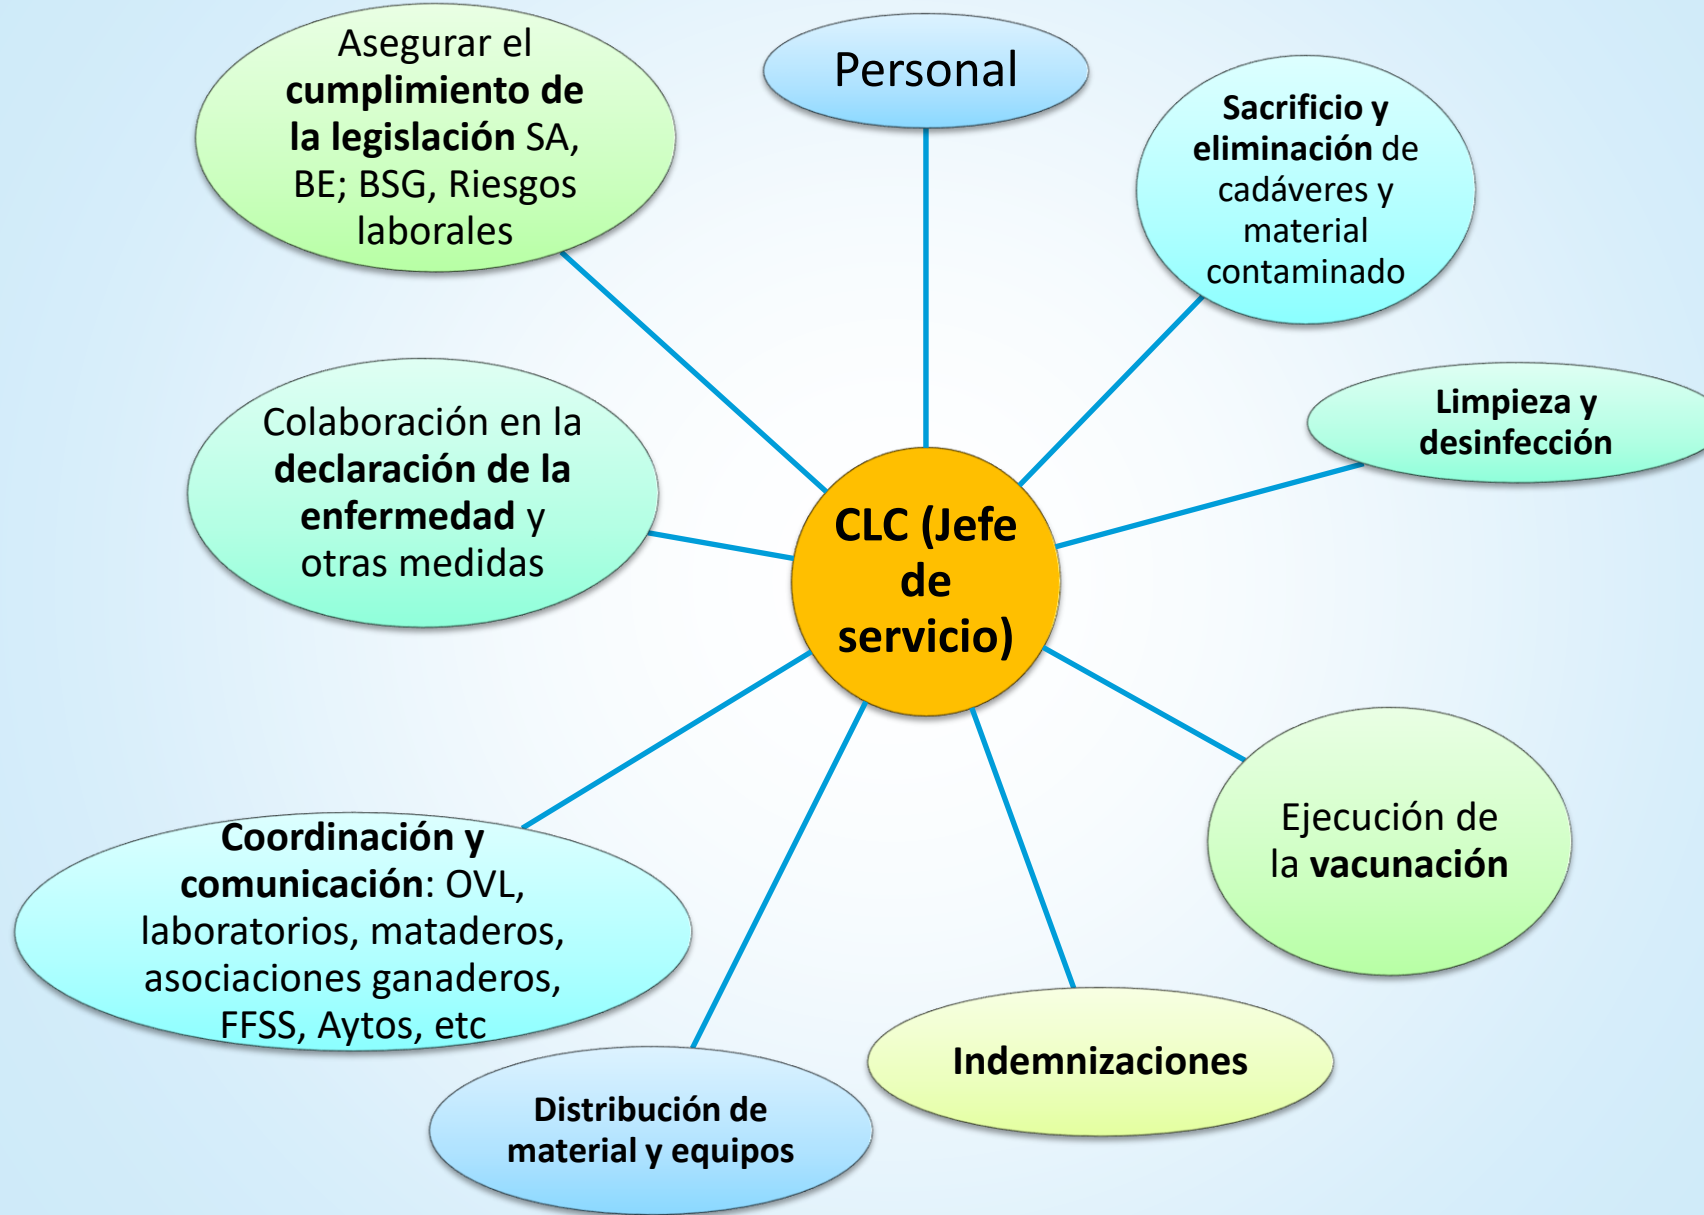 Asegurar el
cumplimiento de
la legislación SA,
BE; BSG, Riesgos
laborales
Personal
Sacrificio y
eliminación de
cadáveres y
material
contaminado
Limpieza y
desinfección
Colaboración en la
declaración de la
enfermedad y
otras medidas
CLC (Jefe
de
servicio)
Ejecución de
la vacunación
Coordinación y
comunicación: OVL,
laboratorios, mataderos,
asociaciones ganaderos,
FFSS, Aytos, etc
Indemnizaciones
Distribución de
material y equipos